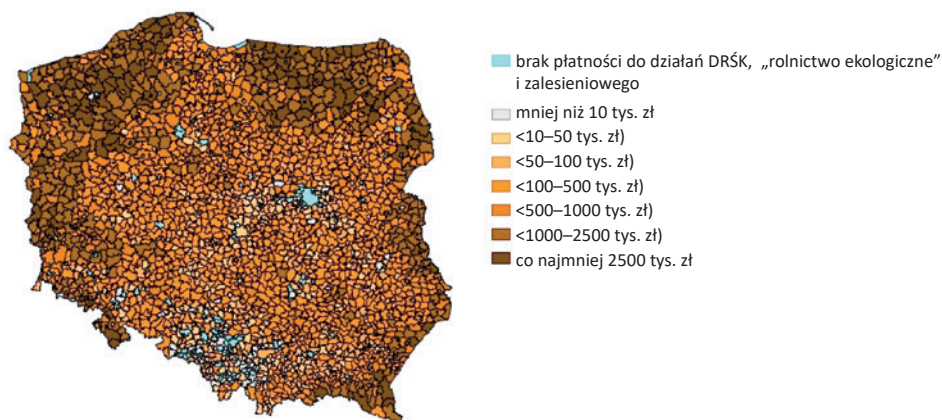 brak płatności do działań DRŚK, „rolnictwo ekologiczne”
i zalesieniowego
mniej niż 10 tys. zł
<10–50 tys. zł)
<50–100 tys. zł)
<100–500 tys. zł)
<500–1000 tys. zł)
<1000–2500 tys. zł)
co najmniej 2500 tys. zł